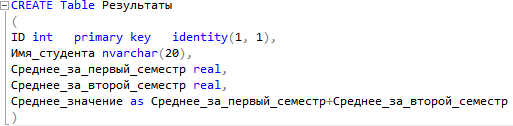 CREATE Table Результаты
(
ID int   primary key   identity(1, 1),
Имя_студента nvarchar(20),
Среднее_за_первый_семестр real,
Среднее_за_второй_семестр real,
Среднее_значение as Среднее_за_первый_семестр+Среднее_за_второй_семестр
)